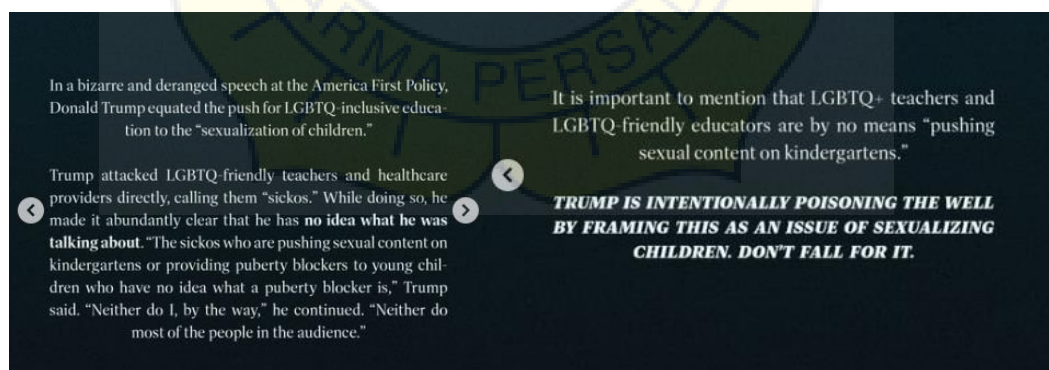 In a bizarre and deranged speech at the America First Policy,
Donald Trump equated the push for LGBTQ-inclusive educa-
tion to the “sexualization of children.”
Trump attacked LGBTQ-friendly teachers and healthcare
providers directly, calling them “sickos.” While doing so, he
made it abundantly clear that he has no idea what he was
talking about. “The sickos who are pushing sexual content on
kindergartens or providing puberty blockers to young chil-
dren who have no idea what a puberty blocker is,” Trump
said. “Neither do I, by the way,” he continued. “Neither do
most of the people in the audience.”
It is important to mention that LGBTQ+ teachers and
LGBTQ-friendly educators are by no means “pushing
sexual content on kindergartens.”
TRUMP IS INTENTIONALLY POISONING THE WELL
BY FRAMING THIS AS AN ISSUE OF SEXUALIZING
CHILDREN. DON’T FALL FOR IT.
ARMA PERSA